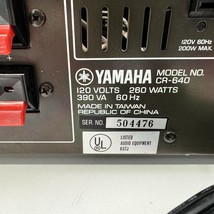 120V 60Hz
200W MAX.
YAMAHA MODEL NO. CR-640
120 VOLTS 260 WATTS
390 VA 60 Hz
MADE IN TAIWAN
REPUBLIC OF CHINA
SER. NO. 504476
UL
LISTED
AUDIO EQUIPMENT